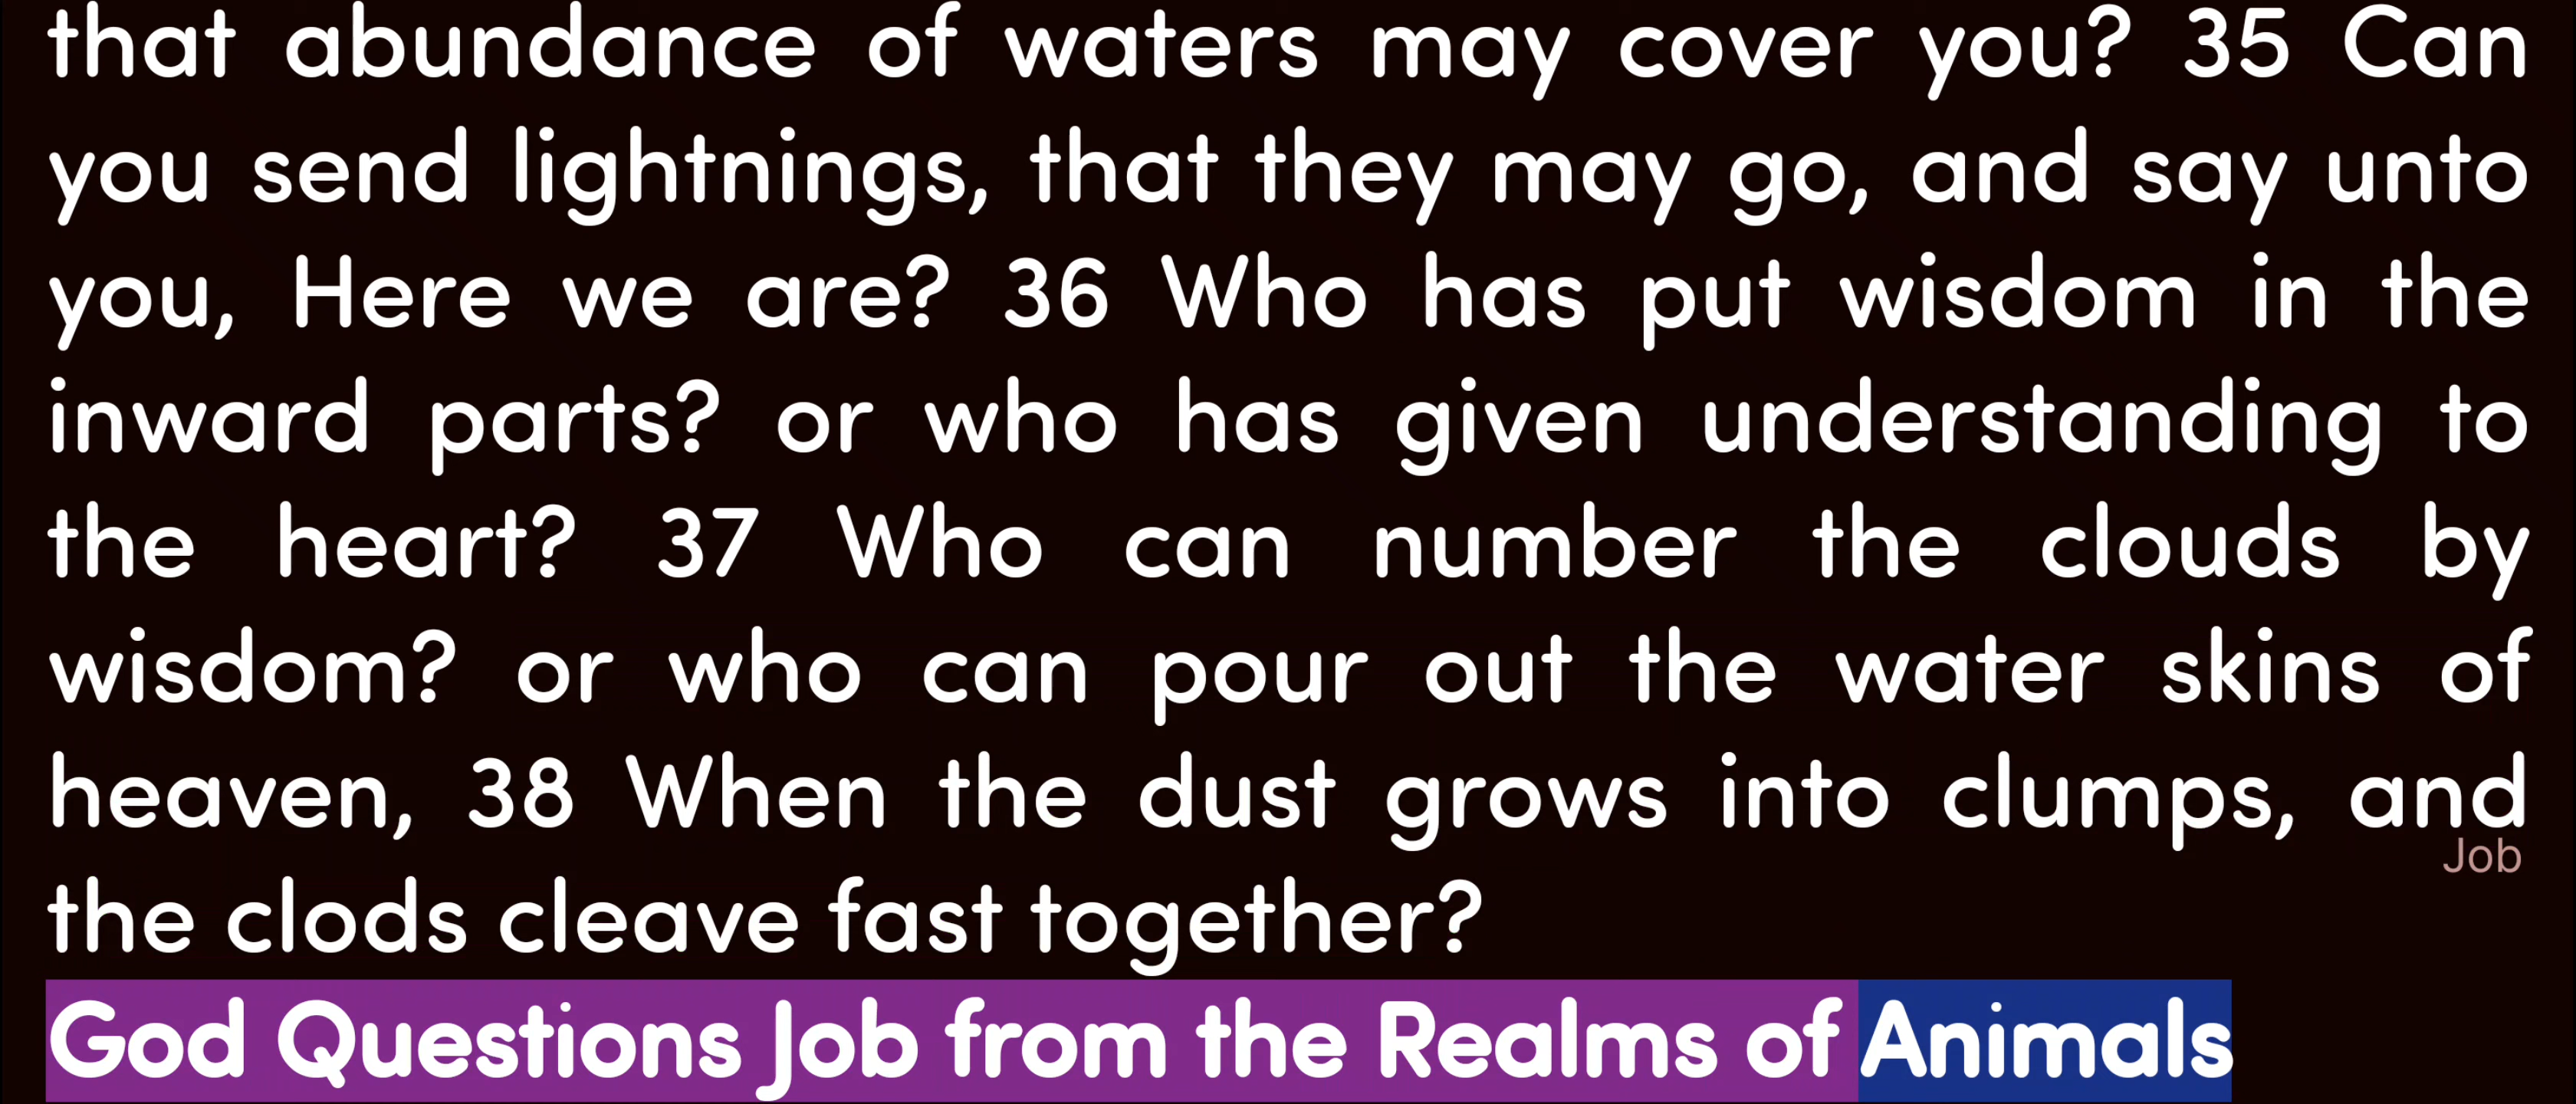 that abundance of waters may cover you? 35 Can
you send lightnings, that they may go, and say unto
you, Here we are? 36 Who has put wisdom in the
inward parts? or who has given understanding to
the heart? 37 Who can number the clouds by
wisdom? or who can pour out the water skins of
heaven, 38 When the dust grows into clumps, and
Job
the clods cleave fast together?
God Questions Job from the Realms of Animals